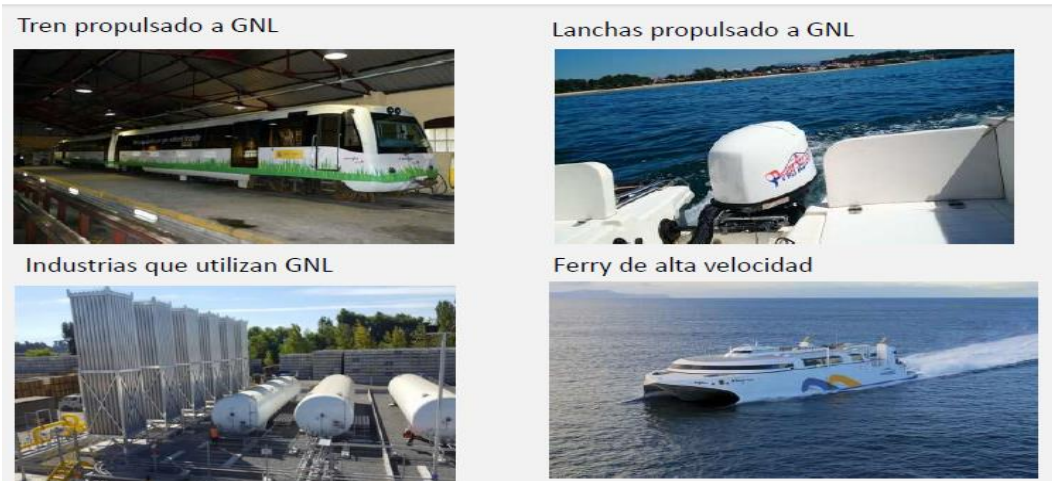 Tren propulsado a GNL
Lanchas propulsado a GNL
Industrias que utilizan GNL
Ferry de alta velocidad